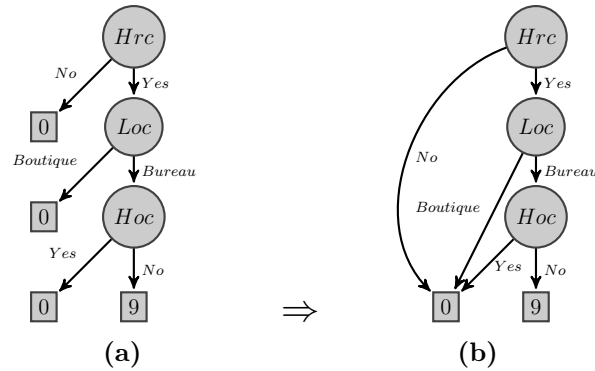 Hrc
Hrc
No
Yes
Yes
0
Loc
Loc
Boutique
Bureau
No
Bureau
0
Hoc
Boutique
Hoc
Yes
No
Yes
No
0
9
⇒
0
9
(a)
(b)